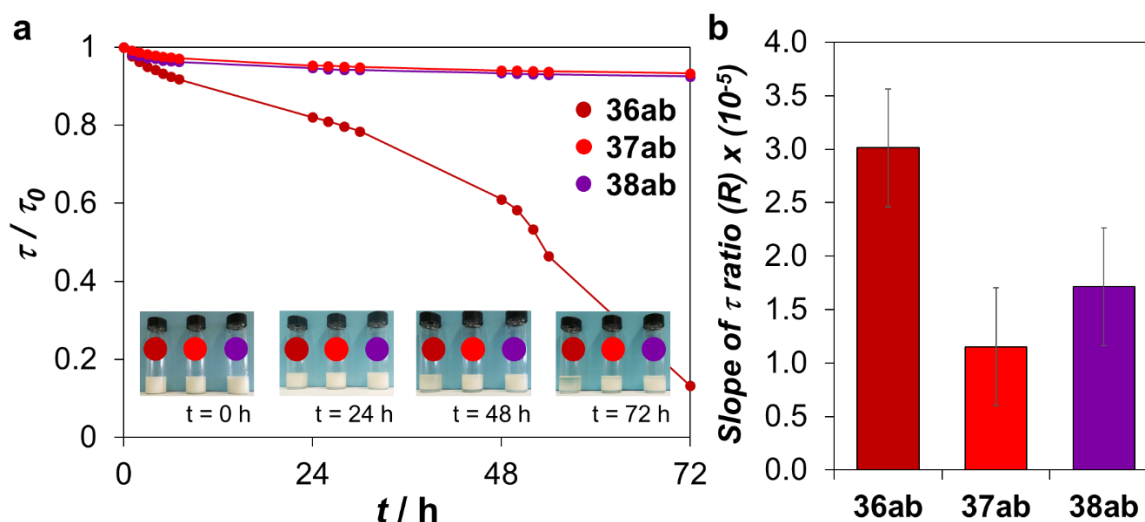 a
1
0.8
0.6
0.4
0.2
0
τ / τ0
0
24
48
72
t / h
36ab
37ab
38ab
t = 0 h
t = 24 h
t = 48 h
t = 72 h
b
4.0
3.5
3.0
2.5
2.0
1.5
1.0
0.5
0.0
Slope of τ ratio (R) x (10⁻⁵)
36ab
37ab
38ab